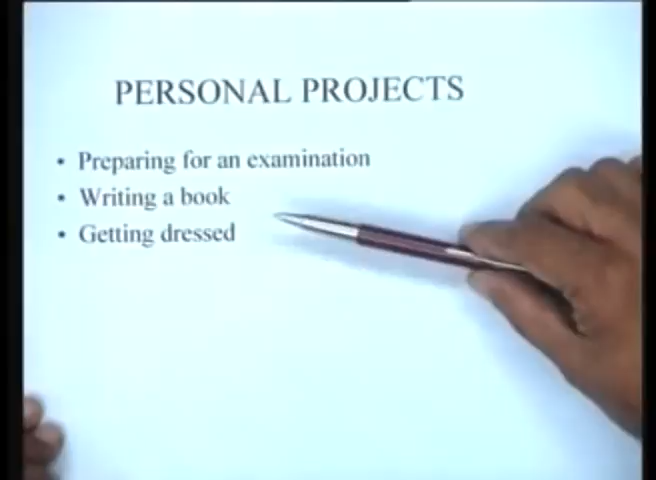 PERSONAL PROJECTS
• Preparing for an examination
• Writing a book
• Getting dressed